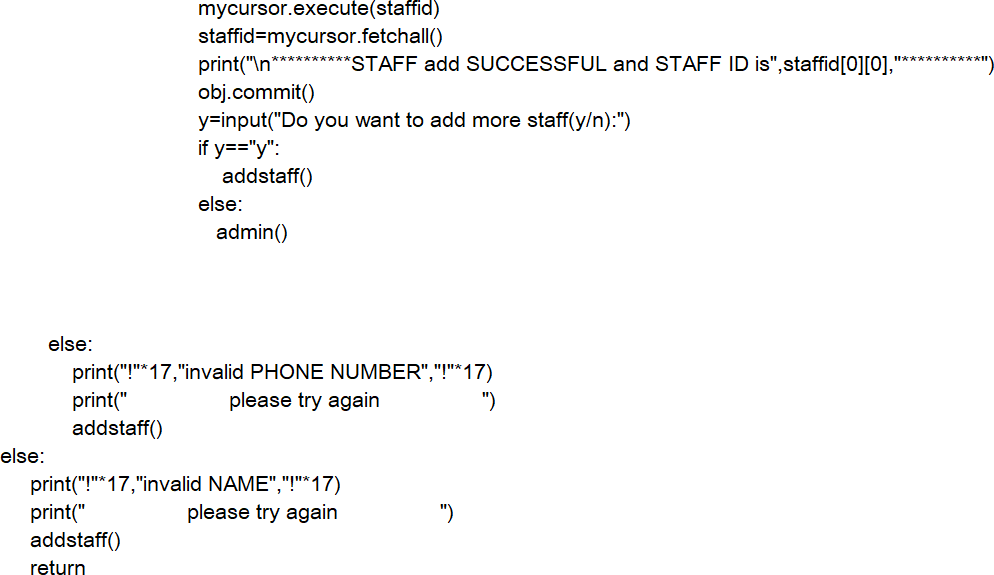 mycursor.execute(staffid)
staffid=mycursor.fetchall()
print("\n**********STAFF add SUCCESSFUL and STAFF ID is",staffid[0][0],"**********")
obj.commit()
y=input("Do you want to add more staff(y/n):")
if y=="y":
addstaff()
else:
admin()
else:
print("!"*17,"invalid PHONE NUMBER","!"*17)
print("                 please try again                 ")
addstaff()
else:
print("!"*17,"invalid NAME","!"*17)
print("                 please try again                 ")
addstaff()
return